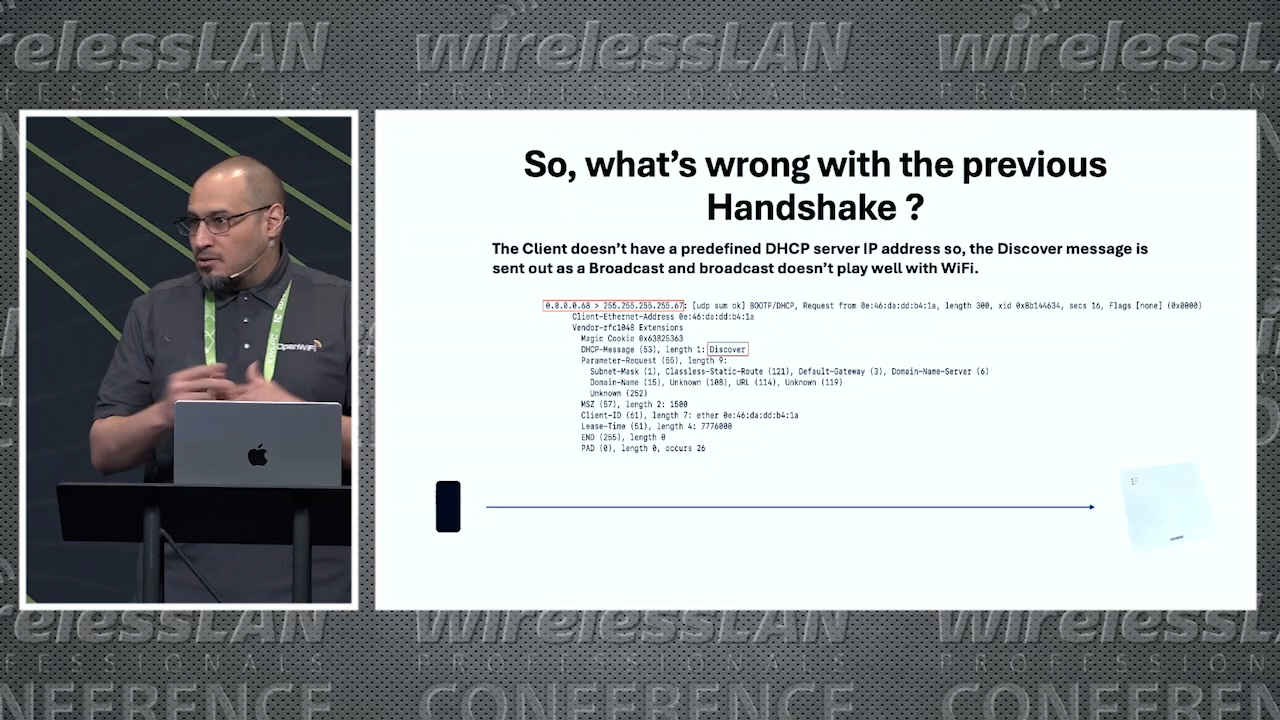 wirelessLAN
PROFESSIONALS
So, what's wrong with the previous
Handshake ?
The Client doesn't have a predefined DHCP server IP address so, the Discover message is
sent out as a Broadcast and broadcast doesn't play well with WiFi.
0.0.0.0.68 > 255.255.255.255.67: [udp sum ok] BOOTP/DHCP, Request from 0e:46:da:dd:b4:1a, length 300, xid 0x8b144634, secs 16, Flags [none] (0x0000)
Client-Ethernet-Address 0e:46:da:dd:b4:1a
Vendor-rfc1048 Extensions
Magic Cookie 0x63825363
DHCP-Message (53), length 1: Discover
Parameter-Request (55), length 9:
Subnet-Mask (1), Classless-Static-Route (121), Default-Gateway (3), Domain-Name-Server (6)
Domain-Name (15), Unknown (108), URL (114), Unknown (119)
Unknown (252)
MSZ (57), length 2: 1500
Client-ID (61), length 7: ether 0e:46:da:dd:b4:1a
Lease-Time (51), length 4: 7776000
END (255), length 0
PAD (0), length 0, occurs 26
OpenWiFi
wirelessLAN
PROFESSIONALS
CONFERENCE